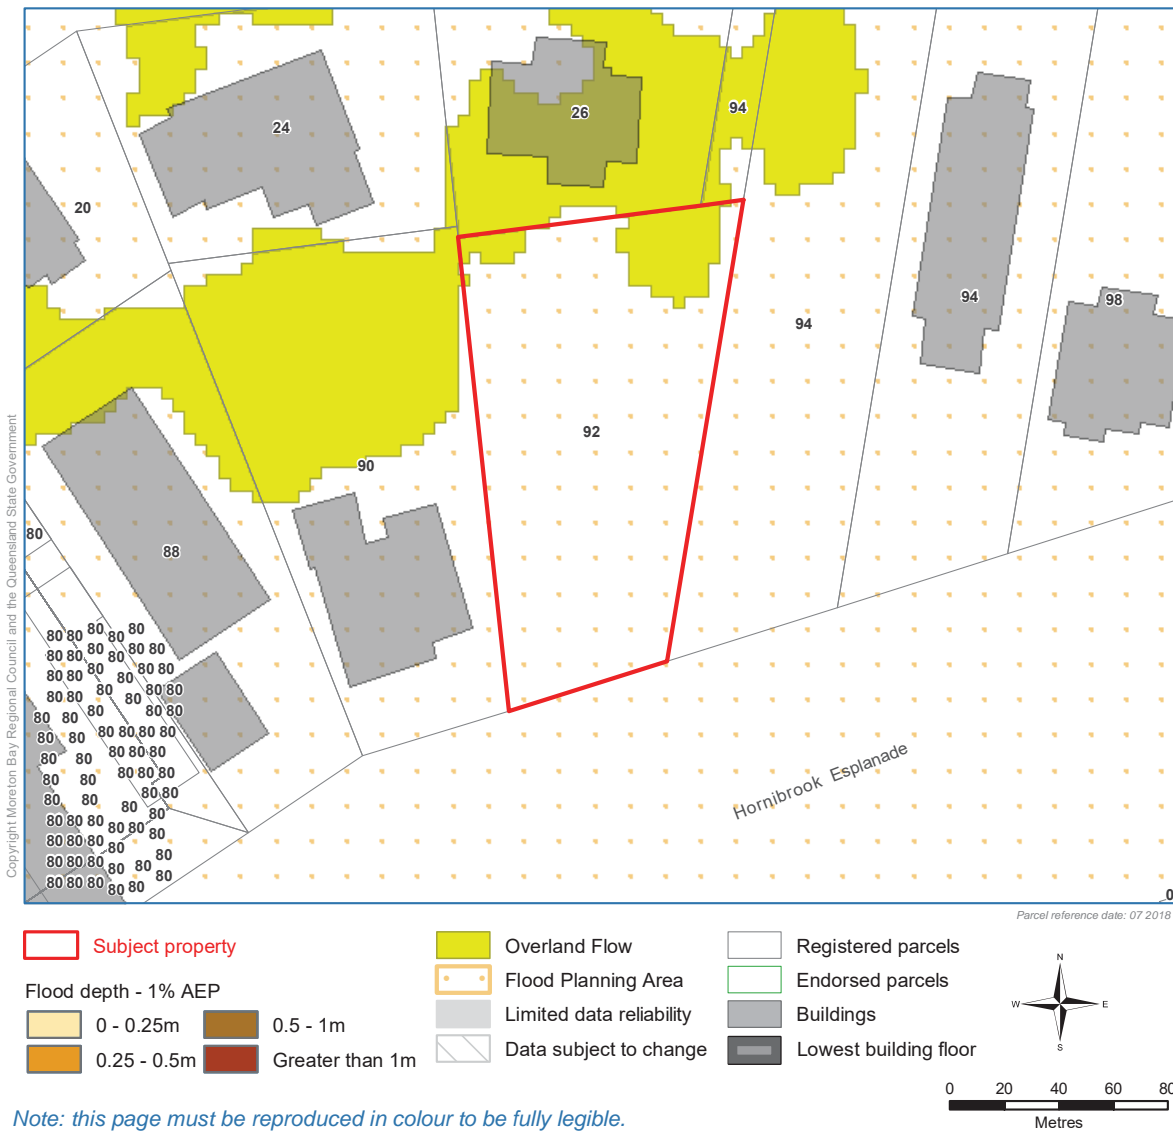 26
94
24
20
94
98
94
92
90
88
80
80 80 80 80 80
80 80 80 80 80
80 80 80 80 80 80
80 80 80 80 80
80 80 80 80 80
80 80 80 80 80
80 80 80 80 80
80 80 80 80 80
80 80 80 80 80
80 80 80 80 80
80 80 80 80 80
80 80 80 80 80
80 80 80 80 80
Hornibrook Esplanade
0
Copyright Moreton Bay Regional Council and the Queensland State Government
Parcel reference date: 07 2018
Subject property
Flood depth - 1% AEP
0 - 0.25m
0.5 - 1m
0.25 - 0.5m
Greater than 1m
Overland Flow
Flood Planning Area
Limited data reliability
Data subject to change
Registered parcels
Endorsed parcels
Buildings
Lowest building floor
N
W E
S
0 20 40 60 80
Metres
Note: this page must be reproduced in colour to be fully legible.